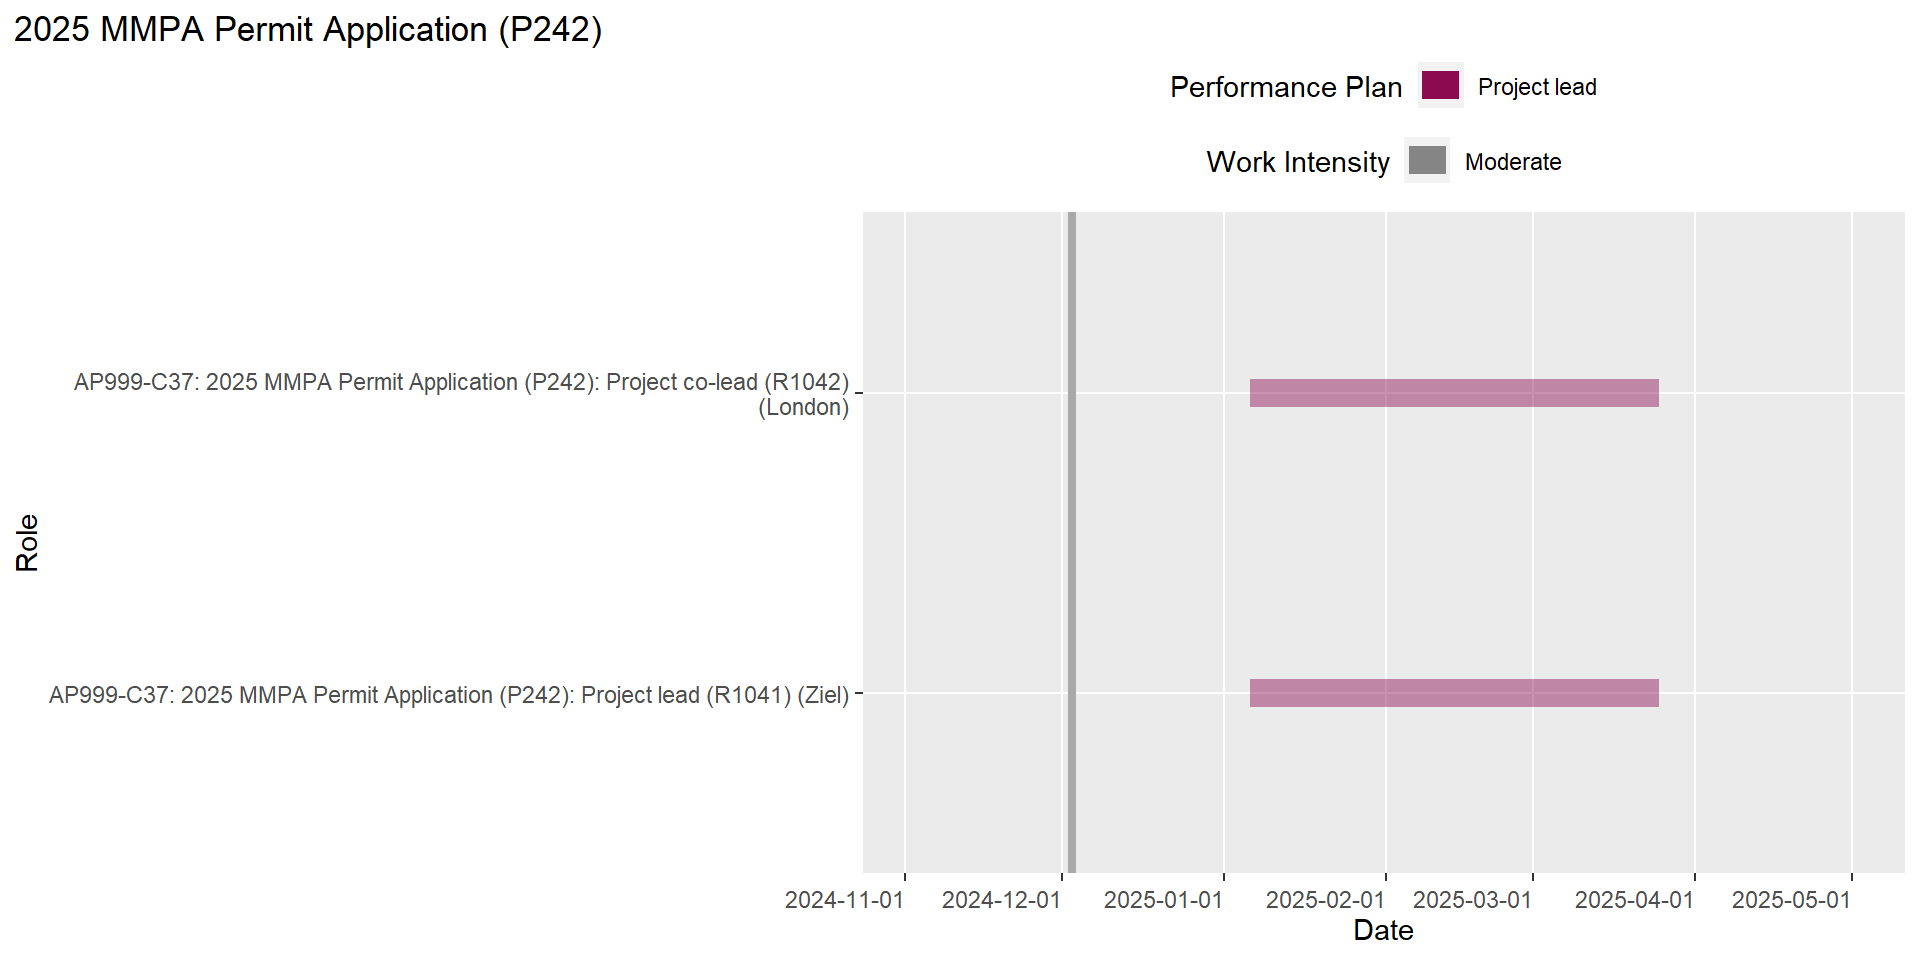 2025 MMPA Permit Application (P242)
Performance Plan Project lead
Work Intensity Moderate
AP999-C37: 2025 MMPA Permit Application (P242): Project co-lead (R1042)
(London)
Role
AP999-C37: 2025 MMPA Permit Application (P242): Project lead (R1041) (Ziel)
2024-11-01 2024-12-01 2025-01-01 2025-02-01 2025-03-01 2025-04-01 2025-05-01
Date